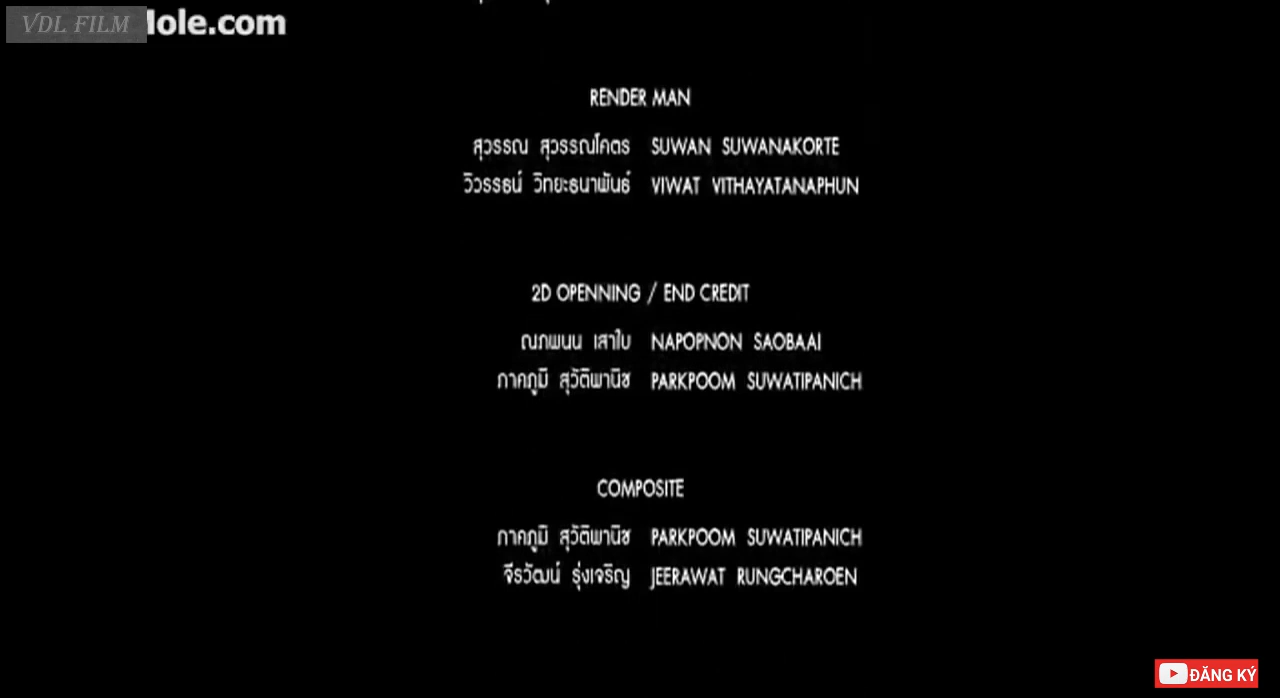 VDL FILM
ole.com
RENDER MAN
สุวรรณ สุวรรณโคตร SUWAN SUWANAKORTE
วิวรรธน์ วิทยะธนาพันธ์ VIWAT VITHAYATANAPHUN
2D OPENNING / END CREDIT
ณภพนน เสาใบ NAPOPNON SAOBAAI
ภาคภูมิ สุวัติพานิช PARKPOOM SUWATIPANICH
COMPOSITE
ภาคภูมิ สุวัติพานิช PARKPOOM SUWATIPANICH
จีรวัฒน์ รุ่งเจริญ JEERAWAT RUNGCHAROEN
ĐĂNG KÝ